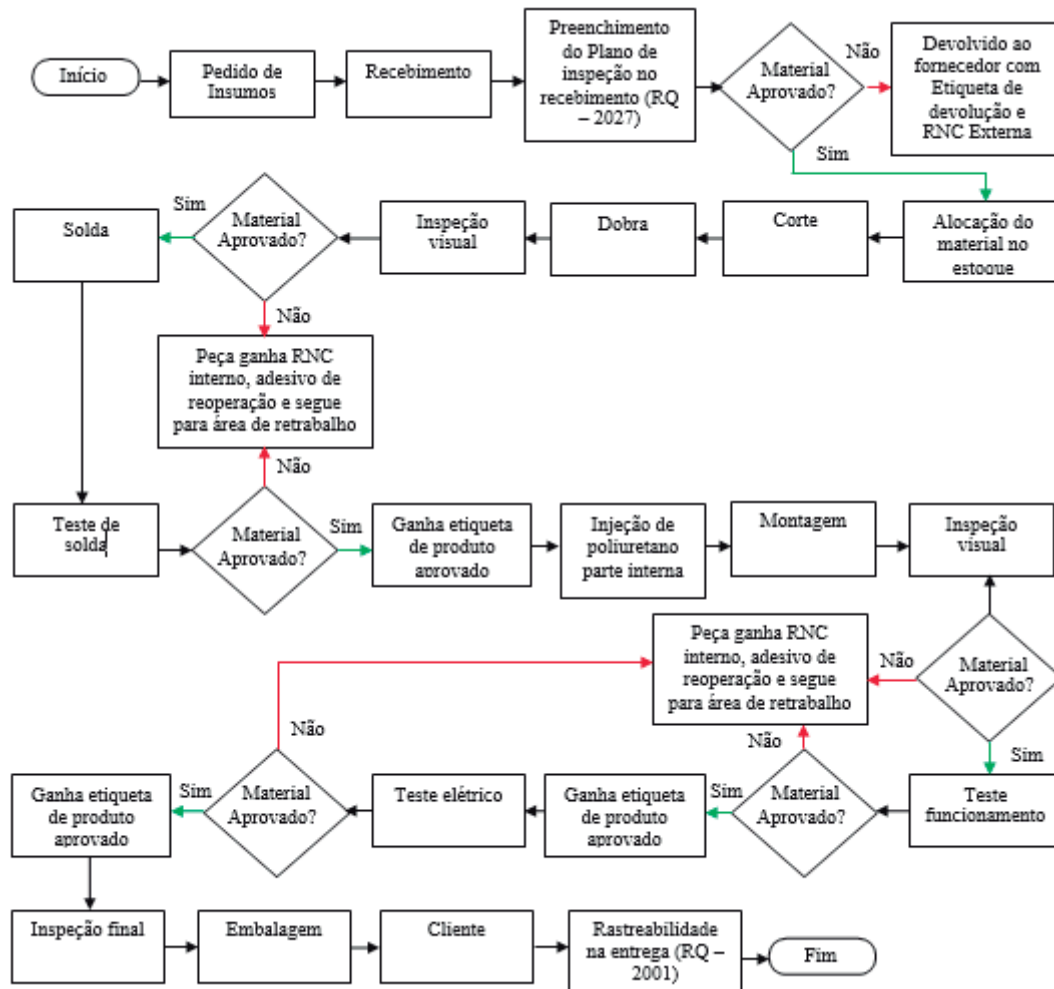 Início
Pedido de
Insumos
Recebimento
Preenchimento
do Plano de
inspeção no
recebimento (RQ
– 2027)
Material
Aprovado?
Não
Devolvido ao
fornecedor com
Etiqueta de
devolução e
RNC Externa
Sim
Solda
Sim
Material
Aprovado?
Inspeção
visual
Dobra
Corte
Alocação do
material no
estoque
Não
Peça ganha RNC
interno, adesivo de
reoperação e segue
para área de retrabalho
Não
Teste de
solda
Material
Aprovado?
Sim
Ganha etiqueta
de produto
aprovado
Injeção de
poliuretano
parte interna
Montagem
Inspeção
visual
Peça ganha RNC
interno, adesivo de
reoperação e segue
para área de retrabalho
Não
Material
Aprovado?
Não
Não
Sim
Ganha etiqueta
de produto
aprovado
Sim
Material
Aprovado?
Teste elétrico
Ganha etiqueta
de produto
aprovado
Sim
Material
Aprovado?
Teste
funcionamento
Inspeção final
Embalagem
Cliente
Rastreabilidade
na entrega (RQ –
2001)
Fim